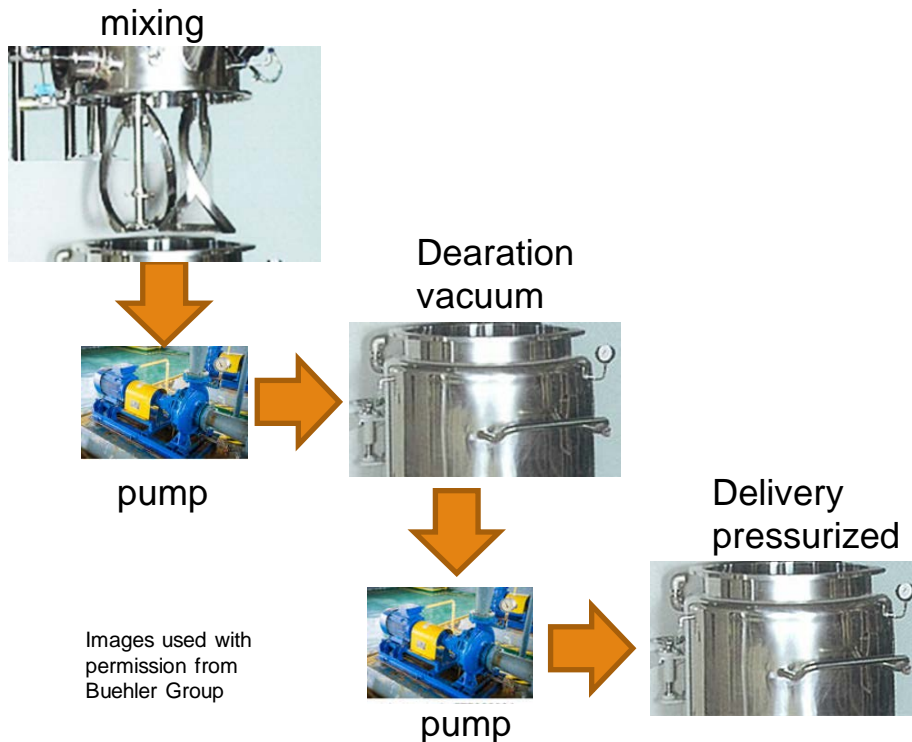 mixing
Dearation
vacuum
pump
Delivery
pressurized
Images used with
permission from
Buehler Group
pump